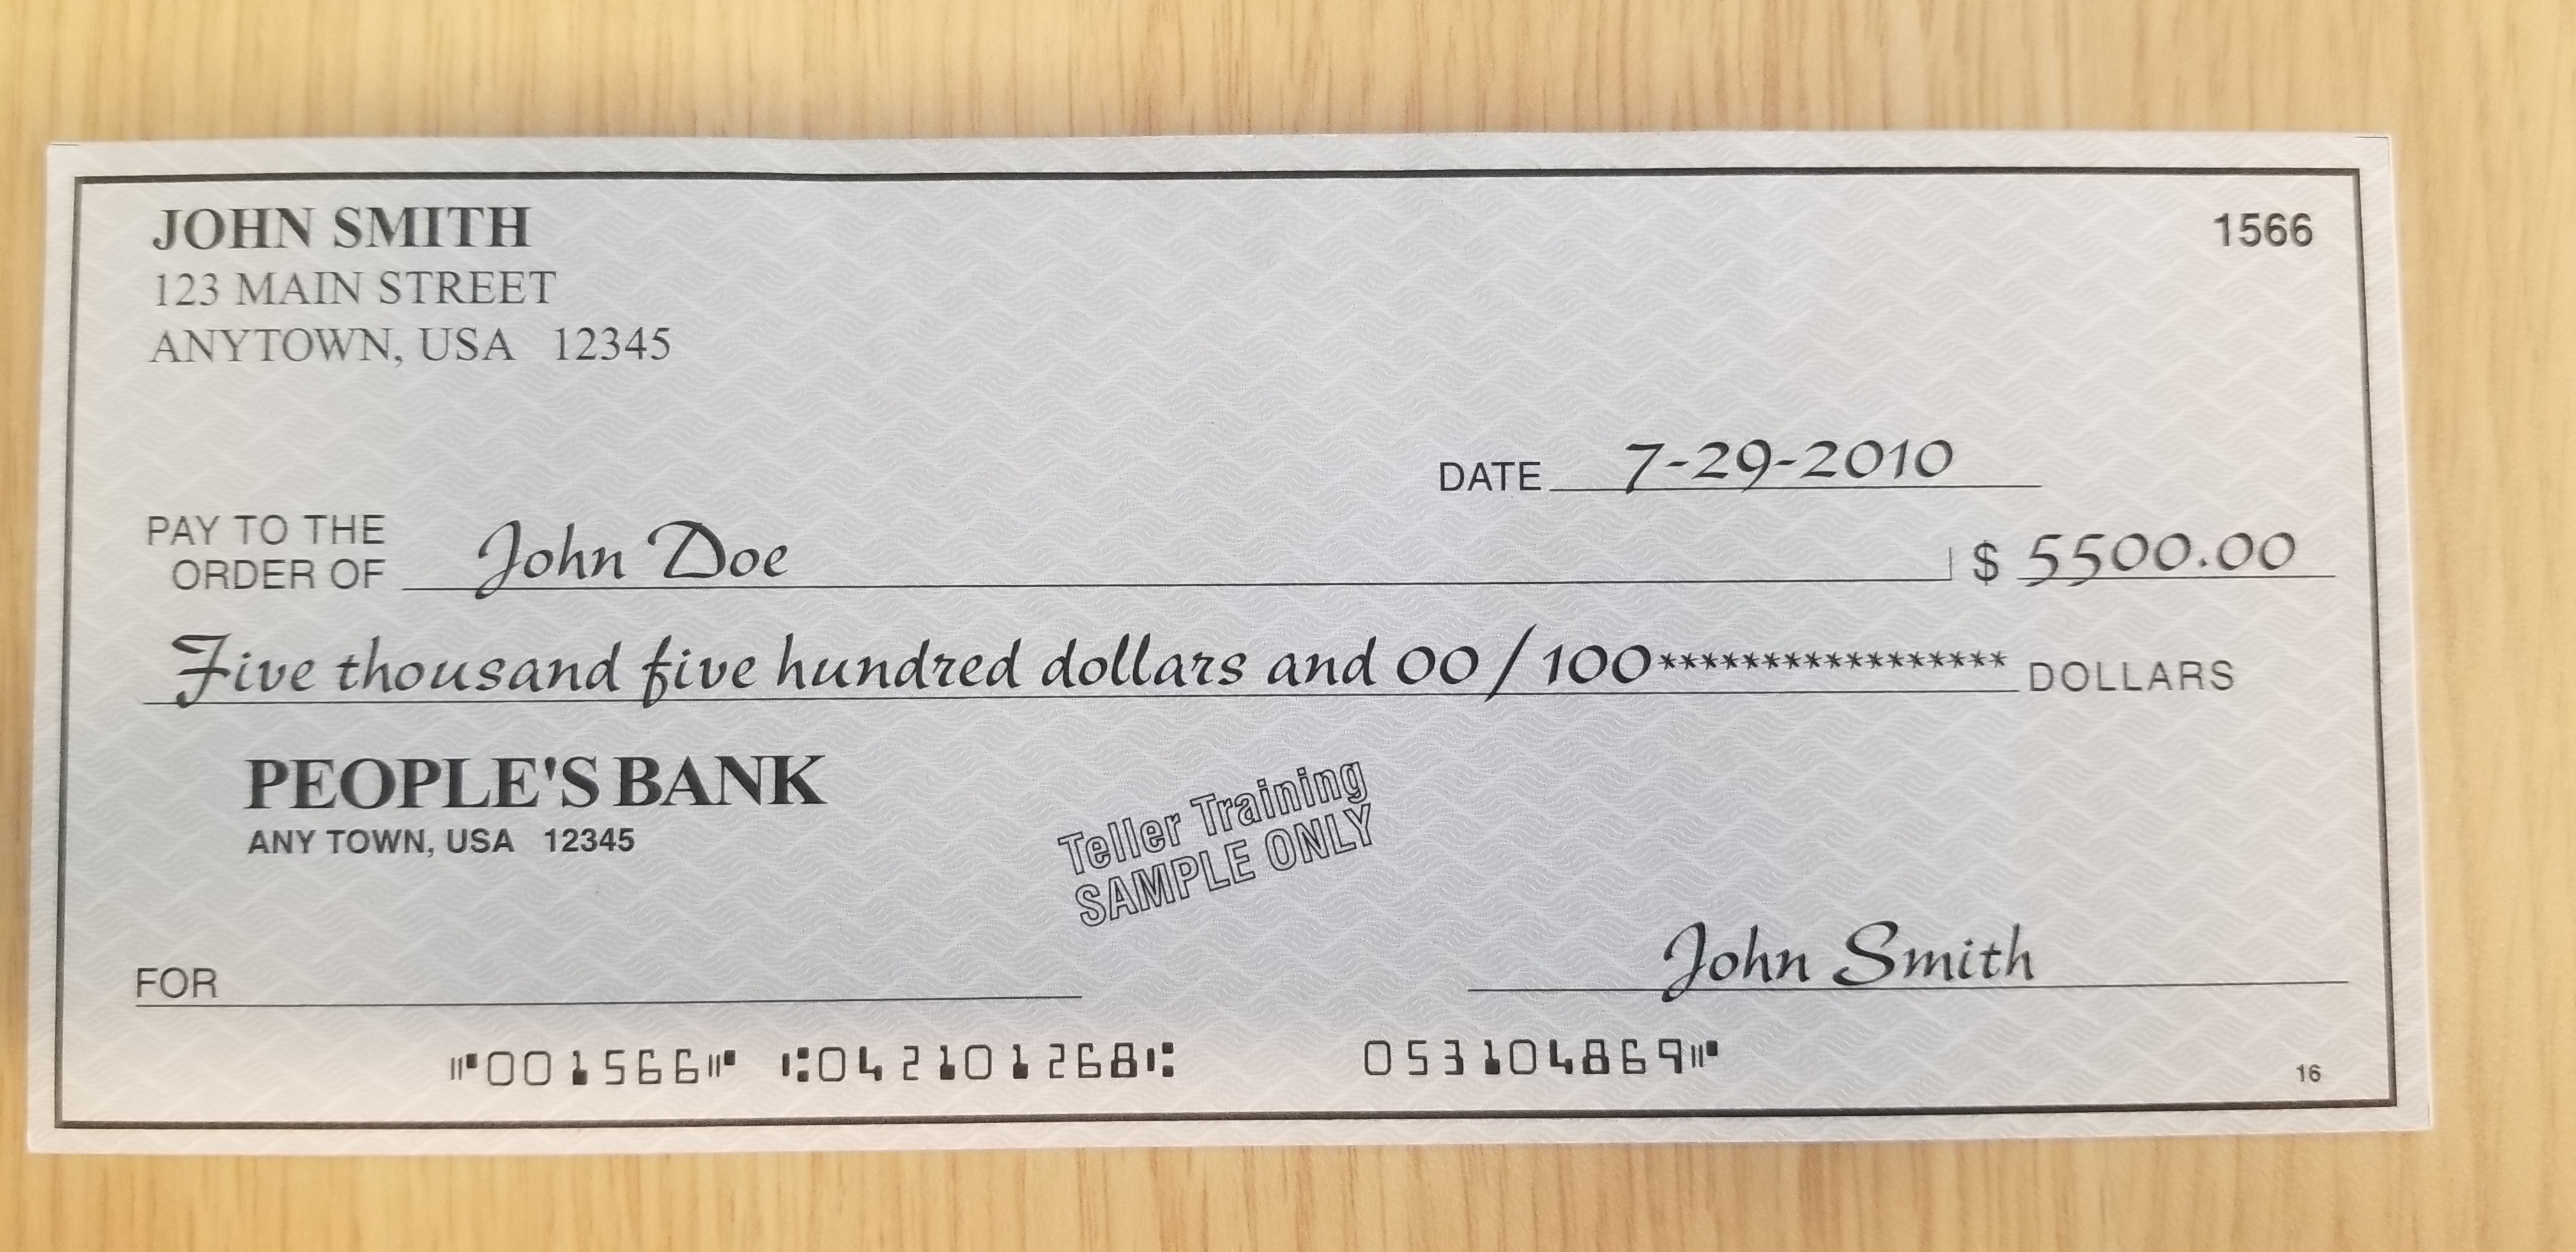 JOHN SMITH
1566
123 MAIN STREET
ANYTOWN, USA 12345
DATE 7-29-2010
PAY TO THE
ORDER OF John Doe $ 5500.00
Five thousand five hundred dollars and 00/100***************** DOLLARS
PEOPLE'S BANK
ANY TOWN, USA 12345
Teller Training
SAMPLE ONLY
FOR
John Smith
⑈001566⑈ ⑆042101268⑆ 053104869⑈
16